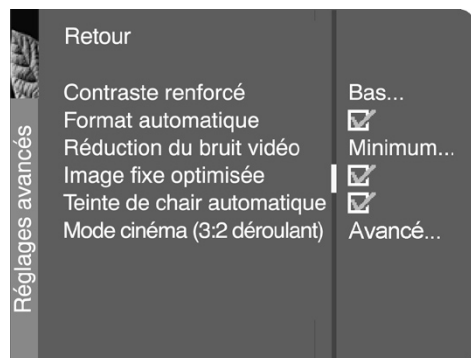 Retour
Contraste renforcé Bas...
Format automatique
Réduction du bruit vidéo Minimum...
Image fixe optimisée
Teinte de chair automatique
Mode cinéma (3:2 déroulant) Avancé...
Réglages avancés